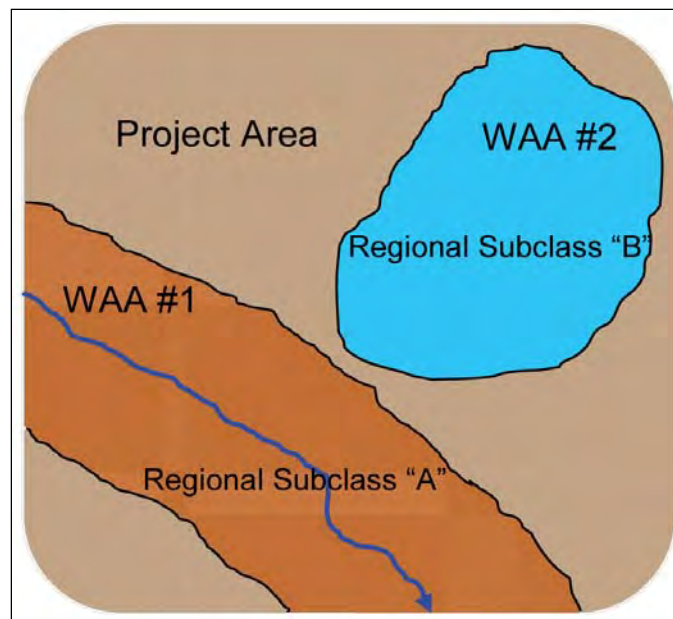 Project Area
WAA #2
Regional Subclass “B”
WAA #1
Regional Subclass “A”